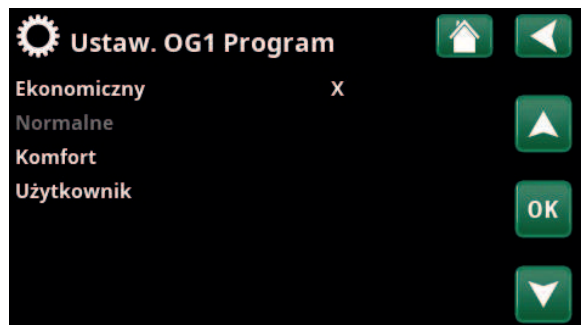 Ustaw. OG1 Program
Ekonomiczny X
Normalne
Komfort
Użytkownik
OK